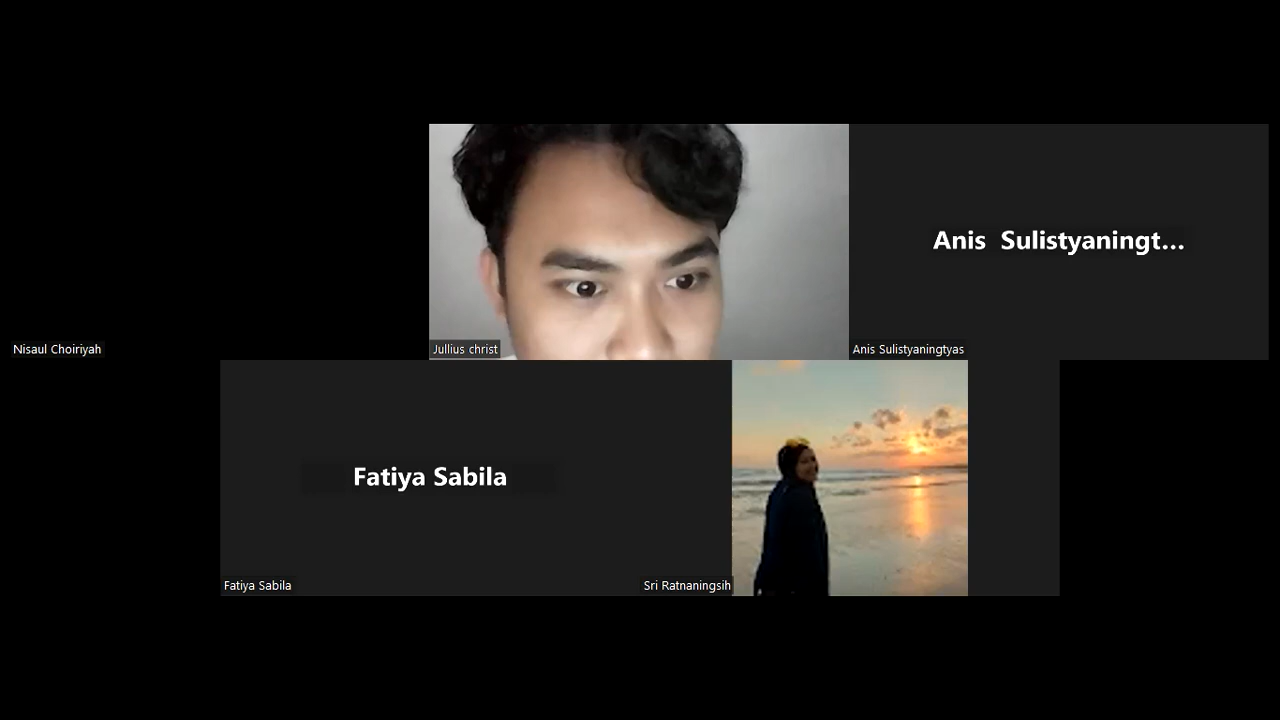 Anis  Sulistyaningt...
Nisaul Choiriyah
Jullius christ
Anis Sulistyaningtyas
Fatiya Sabila
Fatiya Sabila
Sri Ratnaningsih